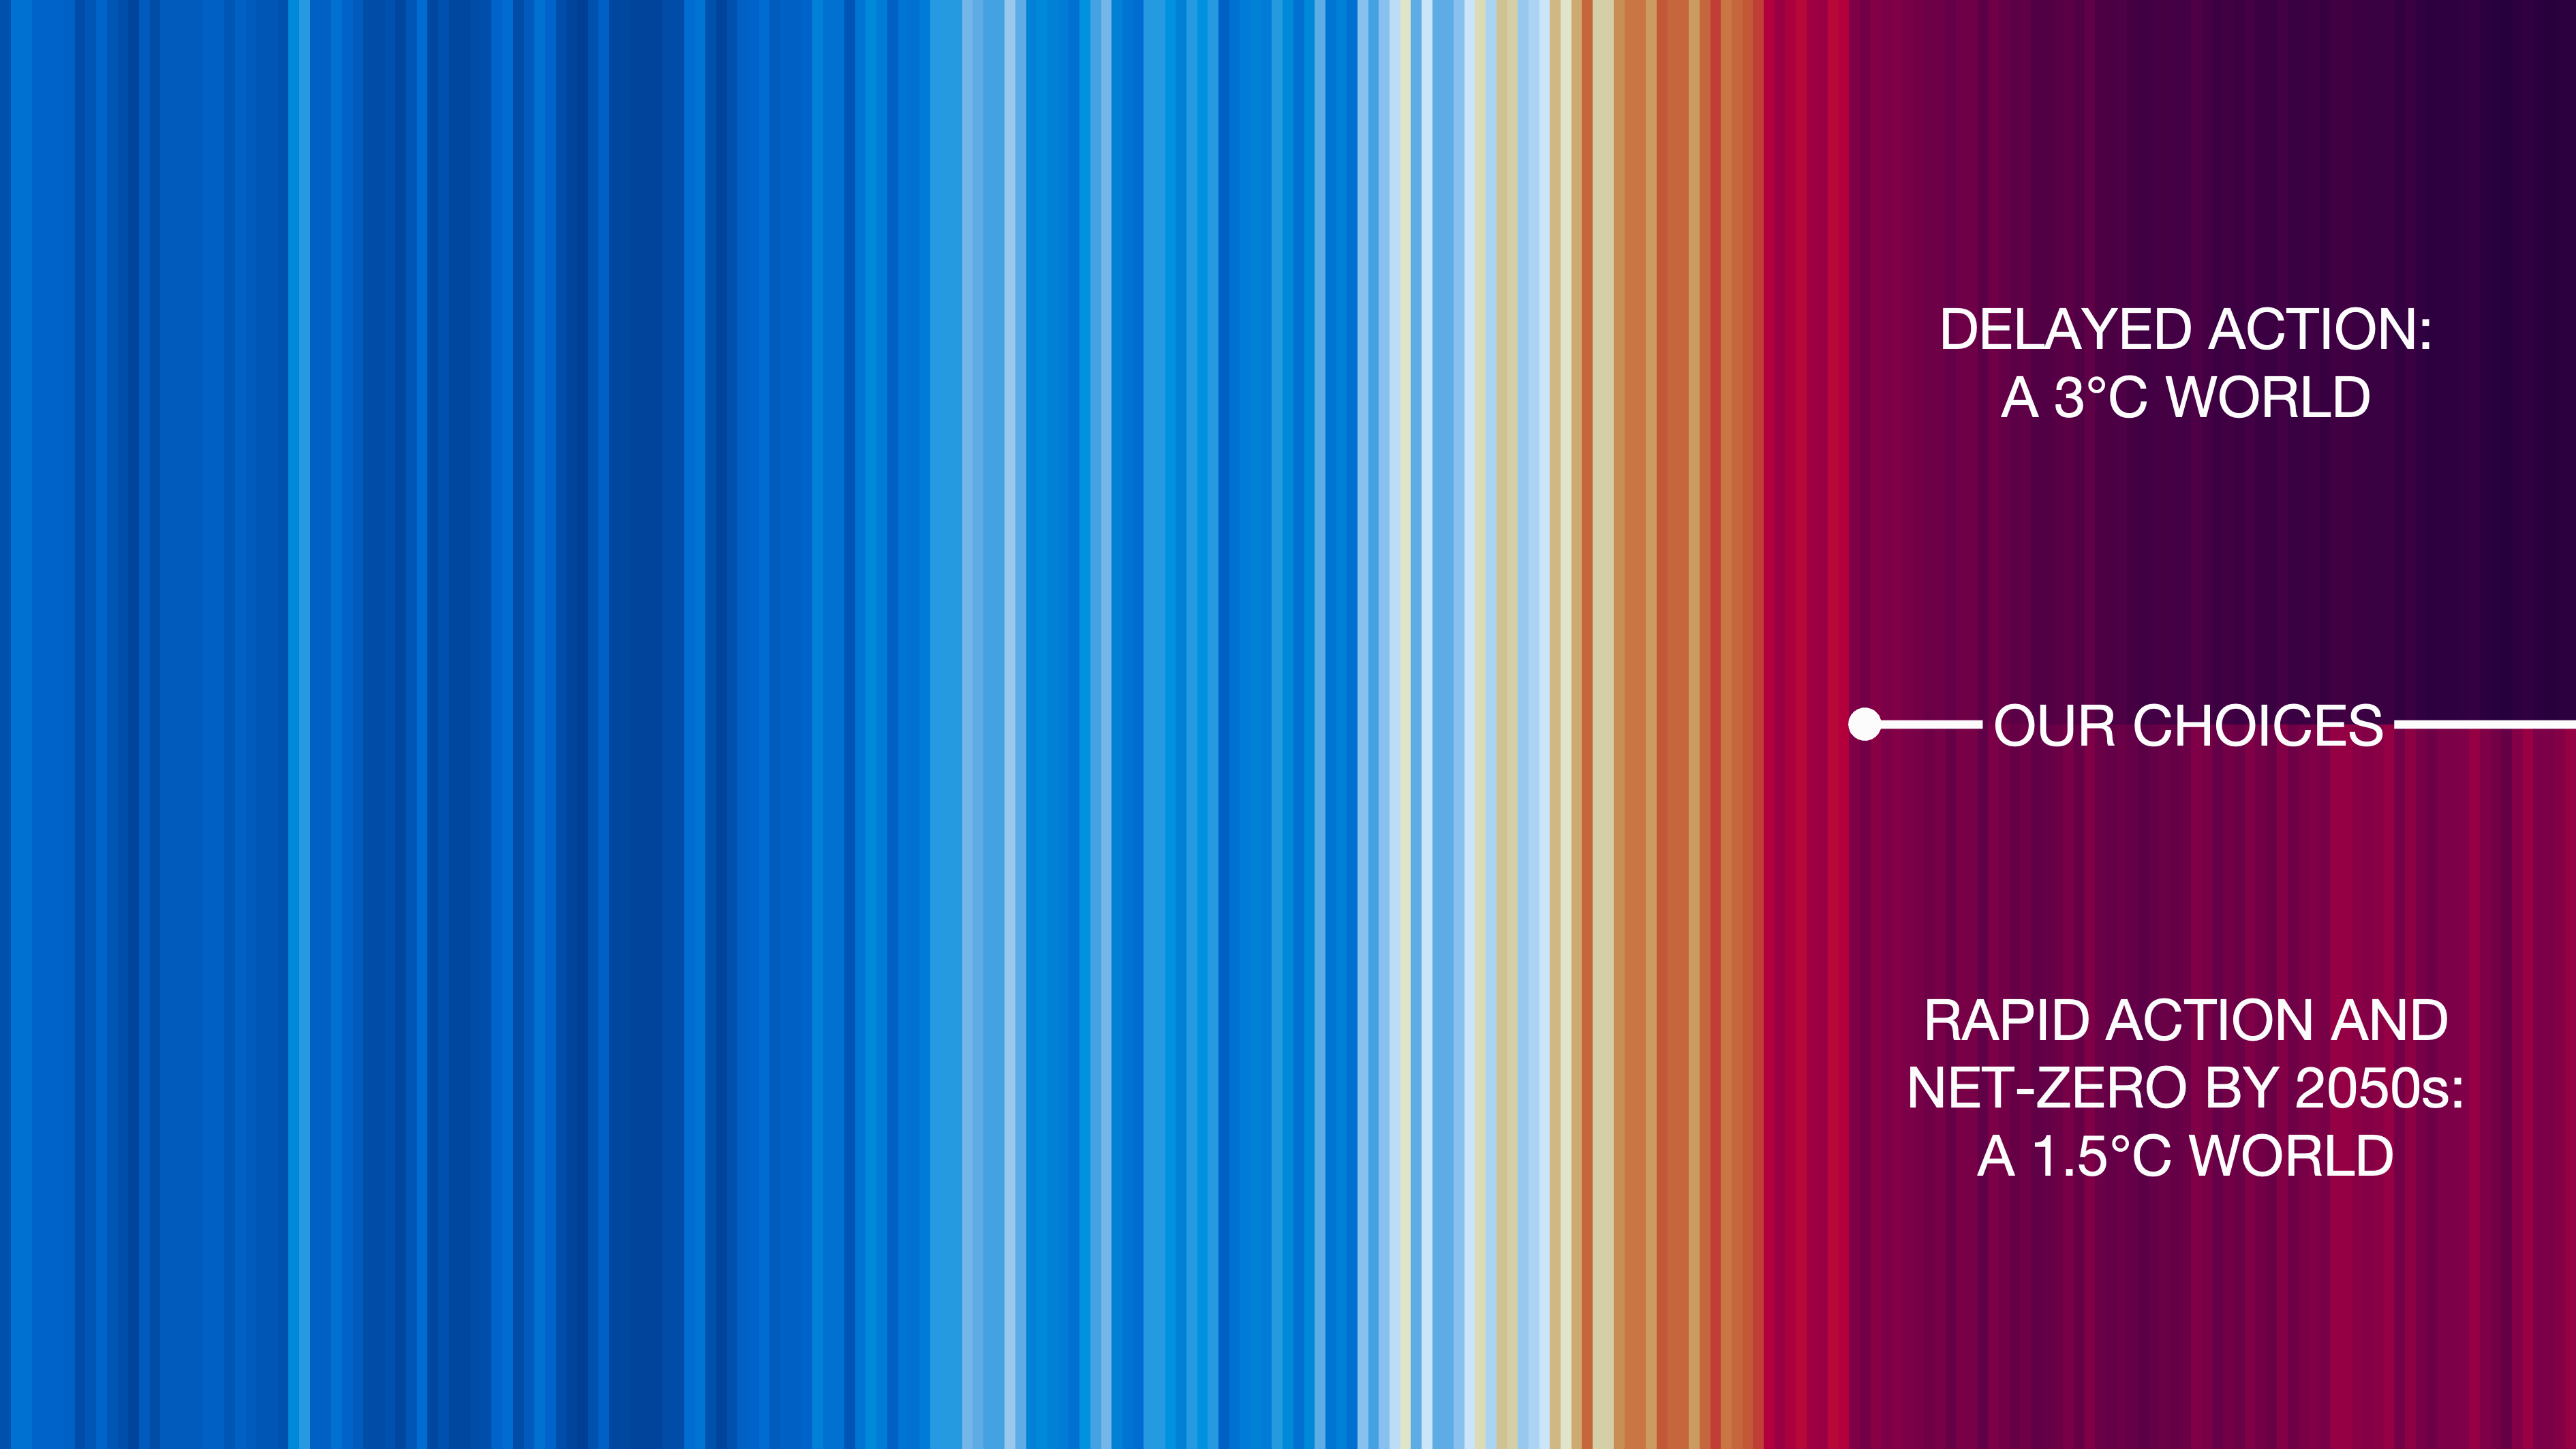 DELAYED ACTION:
A 3°C WORLD
OUR CHOICES
RAPID ACTION AND
NET-ZERO BY 2050s:
A 1.5°C WORLD